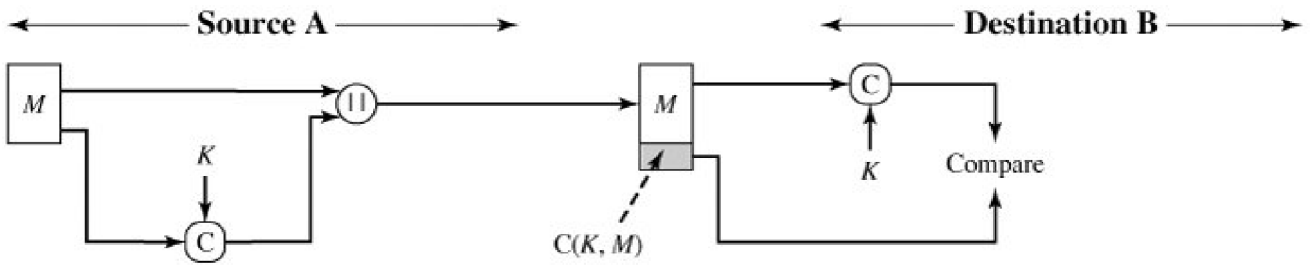 Source A
Destination B
M
||
K
C
M
C(K, M)
C
K
Compare